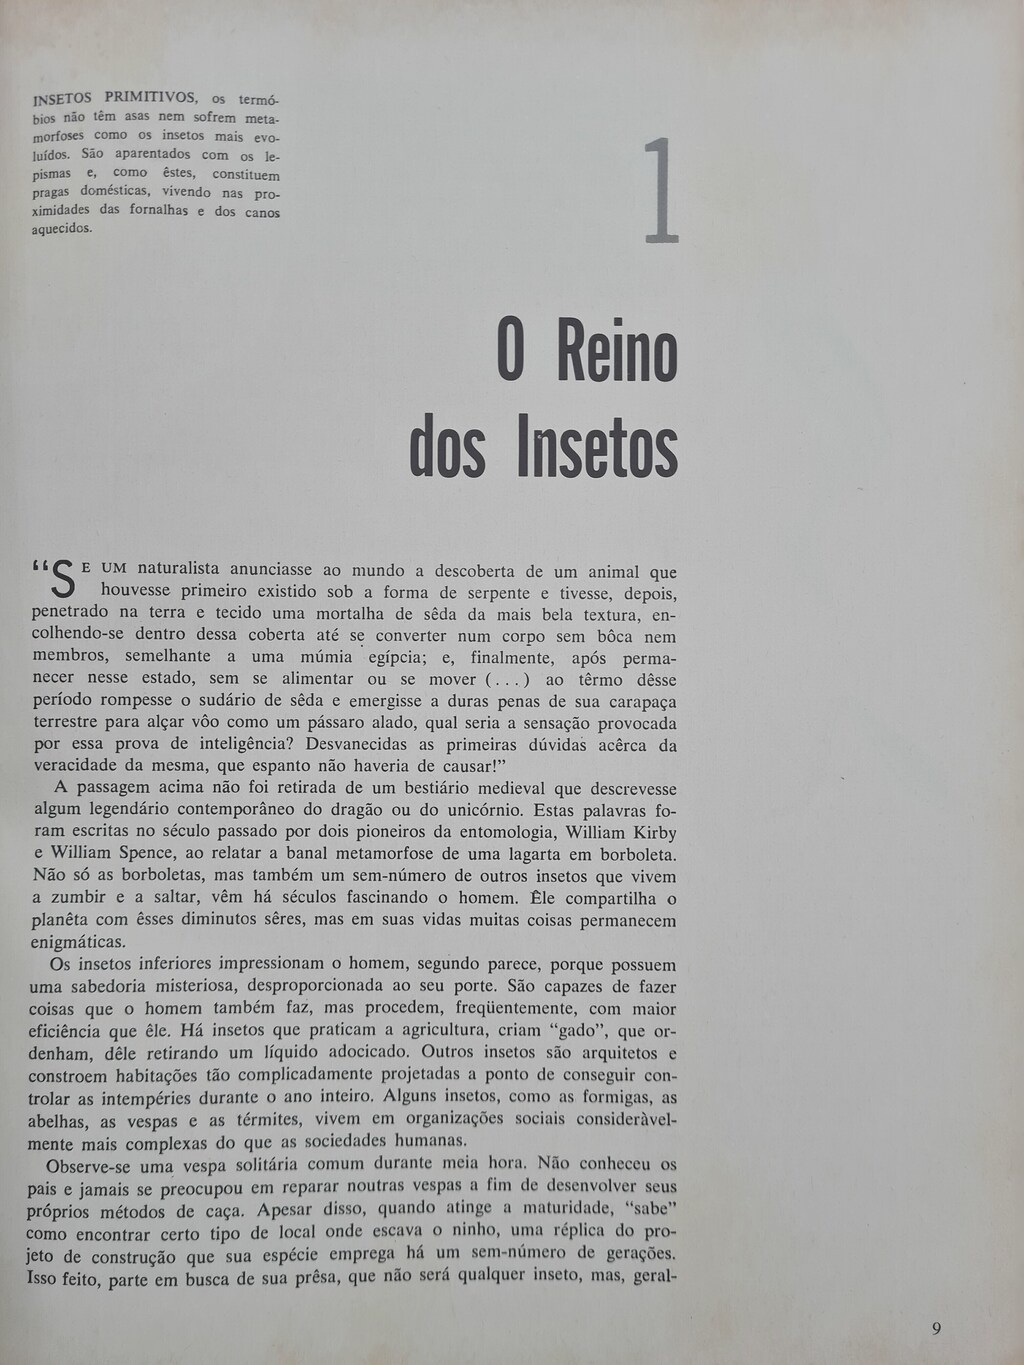 INSETOS PRIMITIVOS, os termó-
bios não têm asas nem sofrem meta-
morfoses como os insetos mais evo-
luídos. São aparentados com os le-
pismas e, como êstes, constituem
pragas domésticas, vivendo nas pro-
ximidades das fornalhas e dos canos
aquecidos.
1
O Reino
dos Insetos
“SE UM naturalista anunciasse ao mundo a descoberta de um animal que
houvesse primeiro existido sob a forma de serpente e tivesse, depois,
penetrado na terra e tecido uma mortalha de sêda da mais bela textura, en-
colhendo-se dentro dessa coberta até se converter num corpo sem bôca nem
membros, semelhante a uma múmia egípcia; e, finalmente, após perma-
necer nesse estado, sem se alimentar ou se mover (...) ao têrmo dêsse
período rompesse o sudário de sêda e emergisse a duras penas de sua carapaça
terrestre para alçar vôo como um pássaro alado, qual seria a sensação provocada
por essa prova de inteligência? Desvanecidas as primeiras dúvidas acêrca da
veracidade da mesma, que espanto não haveria de causar!”
A passagem acima não foi retirada de um bestiário medieval que descrevesse
algum legendário contemporâneo do dragão ou do unicórnio. Estas palavras fo-
ram escritas no século passado por dois pioneiros da entomologia, William Kirby
e William Spence, ao relatar a banal metamorfose de uma lagarta em borboleta.
Não só as borboletas, mas também um sem-número de outros insetos que vivem
a zumbir e a saltar, vêm há séculos fascinando o homem. Êle compartilha o
planêta com êsses diminutos sêres, mas em suas vidas muitas coisas permanecem
enigmáticas.
Os insetos inferiores impressionam o homem, segundo parece, porque possuem
uma sabedoria misteriosa, desproporcionada ao seu porte. São capazes de fazer
coisas que o homem também faz, mas procedem, freqüentemente, com maior
eficiência que êle. Há insetos que praticam a agricultura, criam “gado”, que or-
denham, dêle retirando um líquido adocicado. Outros insetos são arquitetos e
constroem habitações tão complicadamente projetadas a ponto de conseguir con-
trolar as intempéries durante o ano inteiro. Alguns insetos, como as formigas, as
abelhas, as vespas e as térmites, vivem em organizações sociais consideràvel-
mente mais complexas do que as sociedades humanas.
Observe-se uma vespa solitária comum durante meia hora. Não conheceu os
pais e jamais se preocupou em reparar noutras vespas a fim de desenvolver seus
próprios métodos de caça. Apesar disso, quando atinge a maturidade, “sabe”
como encontrar certo tipo de local onde escava o ninho, uma réplica do pro-
jeto de construção que sua espécie emprega há um sem-número de gerações.
Isso feito, parte em busca de sua prêsa, que não será qualquer inseto, mas, geral-
9